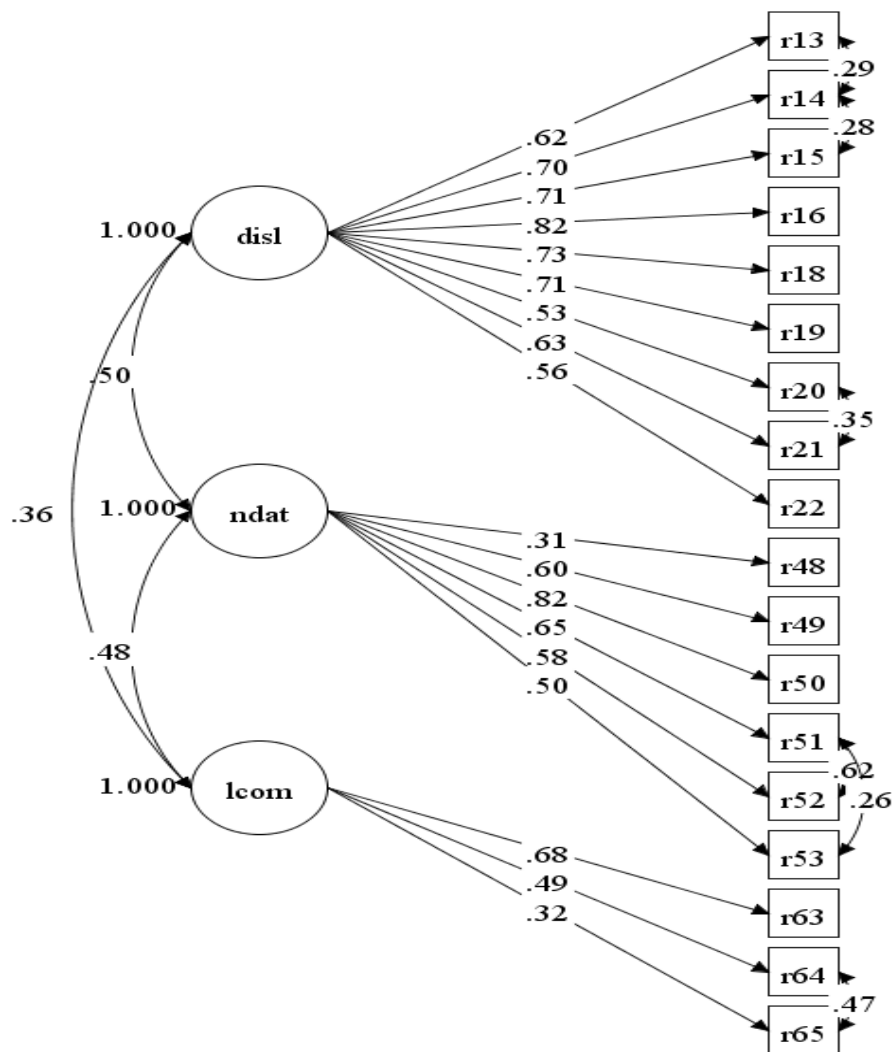 r13
.29
r14
.28
.62
r15
.70
.71
r16
.82
1.000
disl
.73
r18
.71
.53
r19
.63
.50
.56
r20
.35
r21
1.000
ndat
r22
.36
.31
r48
.60
.82
r49
.65
.48
.58
r50
.50
r51
.62
1.000
lcom
r52
.26
.68
r53
.49
.32
r63
r64
.47
r65